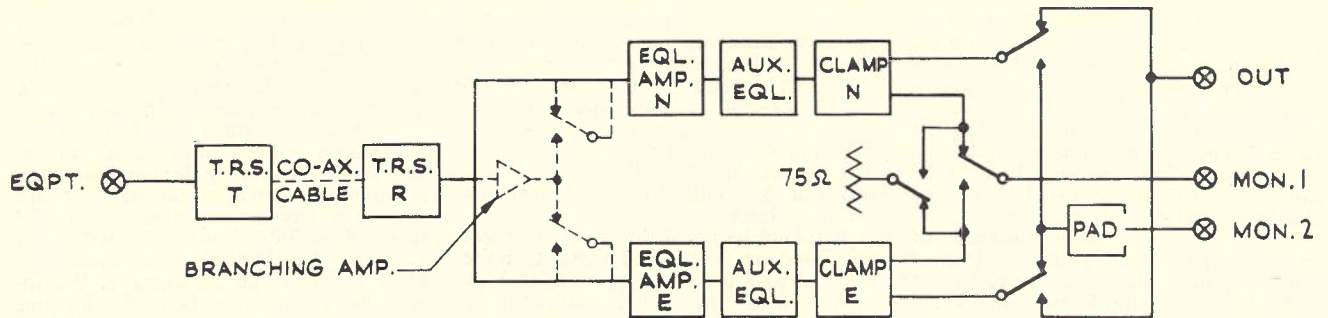 EQPT.
T.R.S.
T
CO-AX.
CABLE
T.R.S.
R
BRANCHING AMP.
EQL.
AMP.
N
AUX.
EQL.
CLAMP
N
75Ω
EQL.
AMP.
E
AUX.
EQL.
CLAMP
E
PAD
OUT
MON.1
MON.2